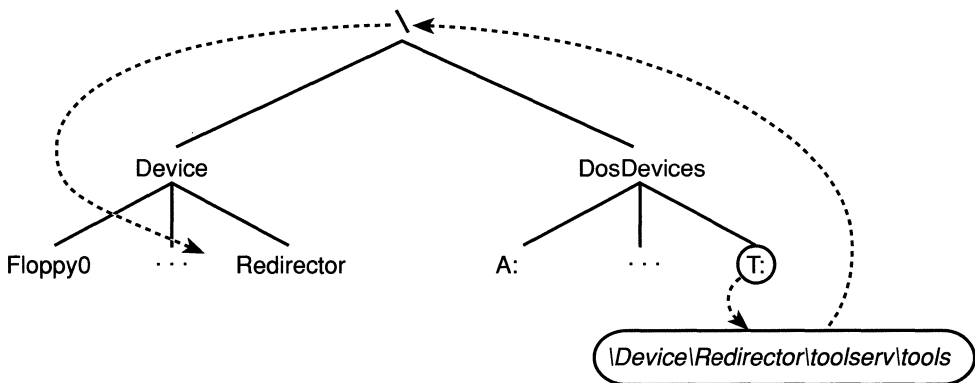 \
Device DosDevices
Floppy0 ... Redirector A: ... T:
\Device\Redirector\toolserv\tools